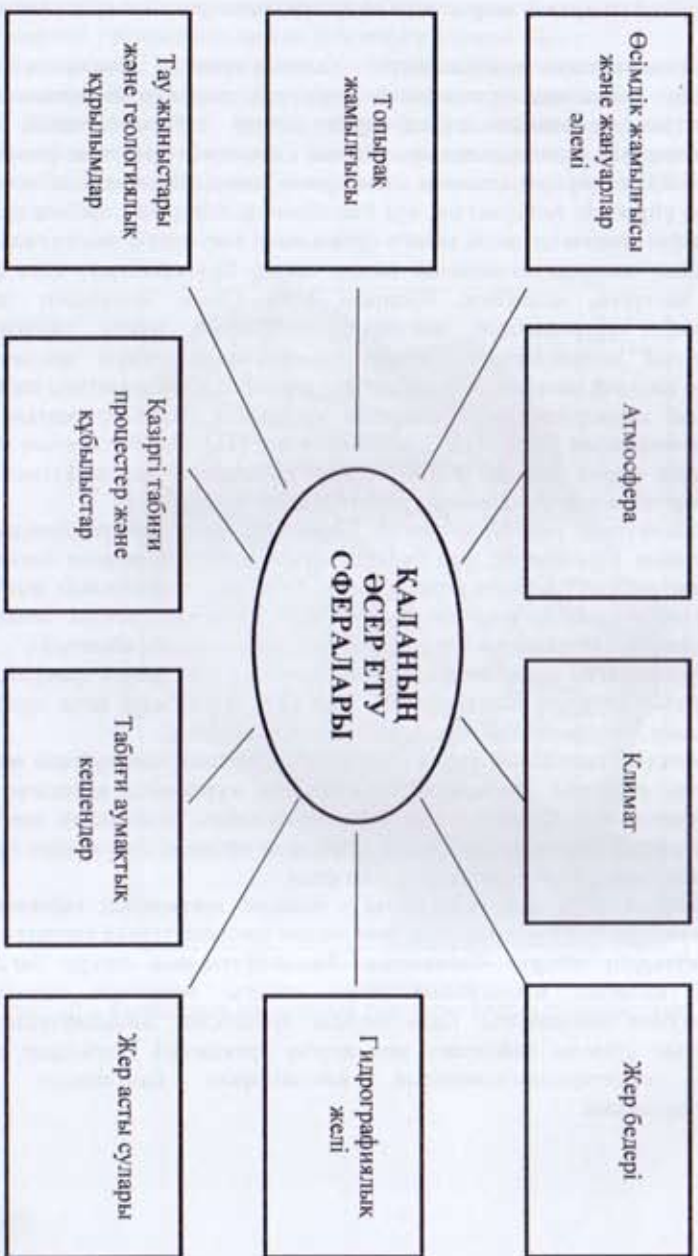 Өсімдік жамылғысы
және жануарлар
әлемі
Атмосфера
Климат
Жер бедері
Топырақ
жамылғысы
ҚАЛАНЫҢ
ӘСЕР ЕТУ
СФЕРАЛАРЫ
Гидрографиялық
желі
Тау жыныстары
және геологиялық
құрылымдар
Қазіргі табиғи
процестер және
құбылыстар
Табиғи аумақтық
кешендер
Жер асты сулары